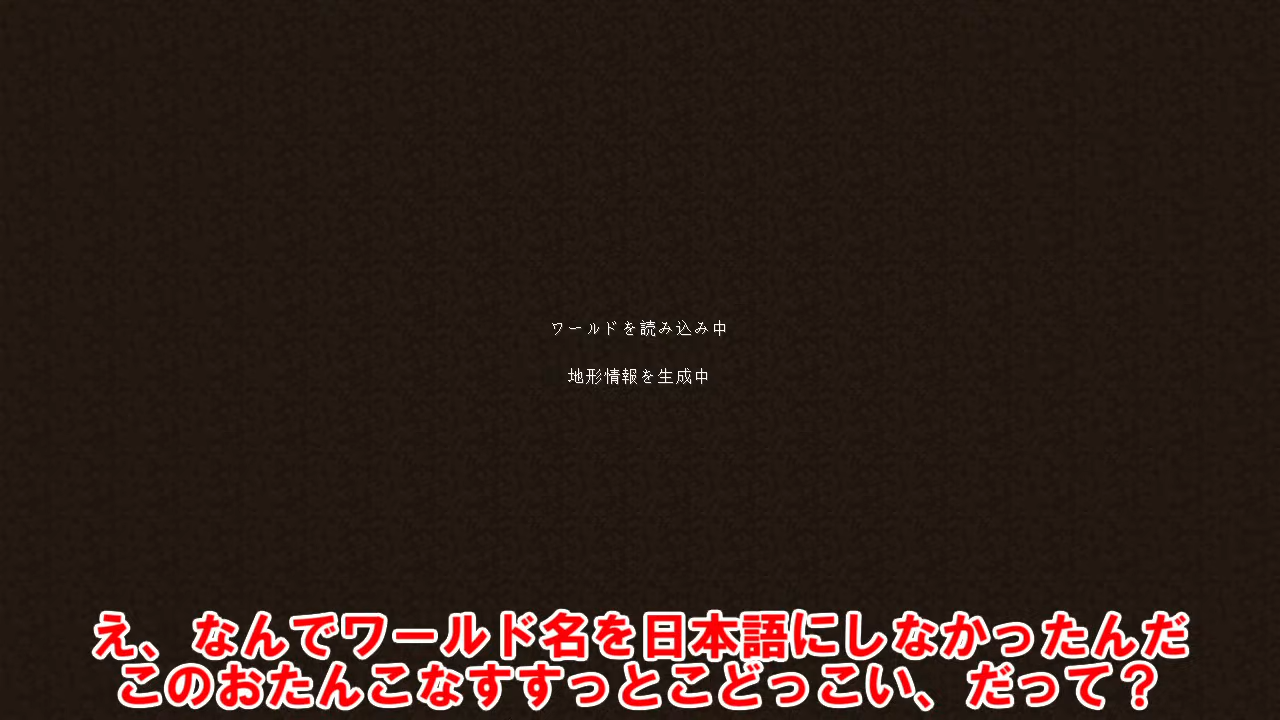 ワールドを読み込み中
地形情報を生成中
え、なんでワールド名を日本語にしなかったんだ
このおたんこなすすっとこどっこい、だって？